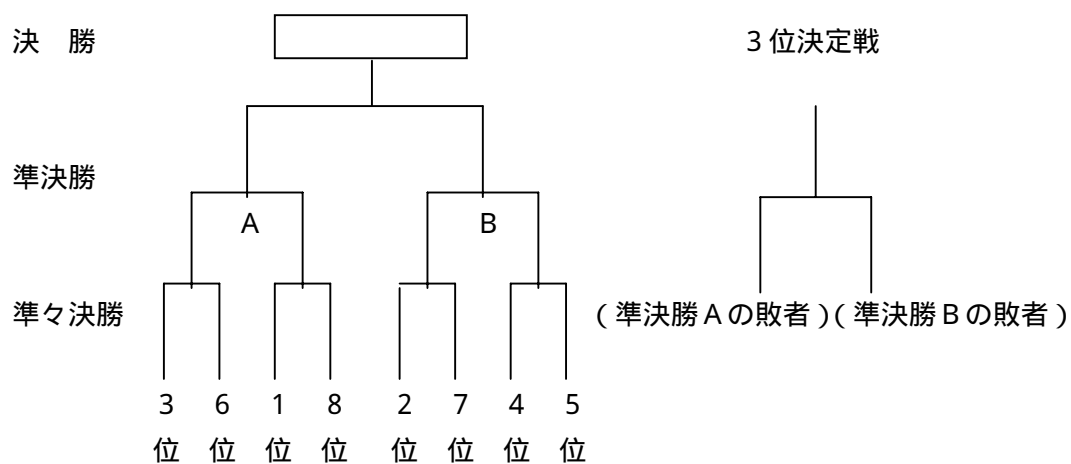 決　勝
3位決定戦
準決勝
A
B
準々決勝
(準決勝Aの敗者)(準決勝Bの敗者)
3 6 1 8 2 7 4 5
位 位 位 位 位 位 位 位